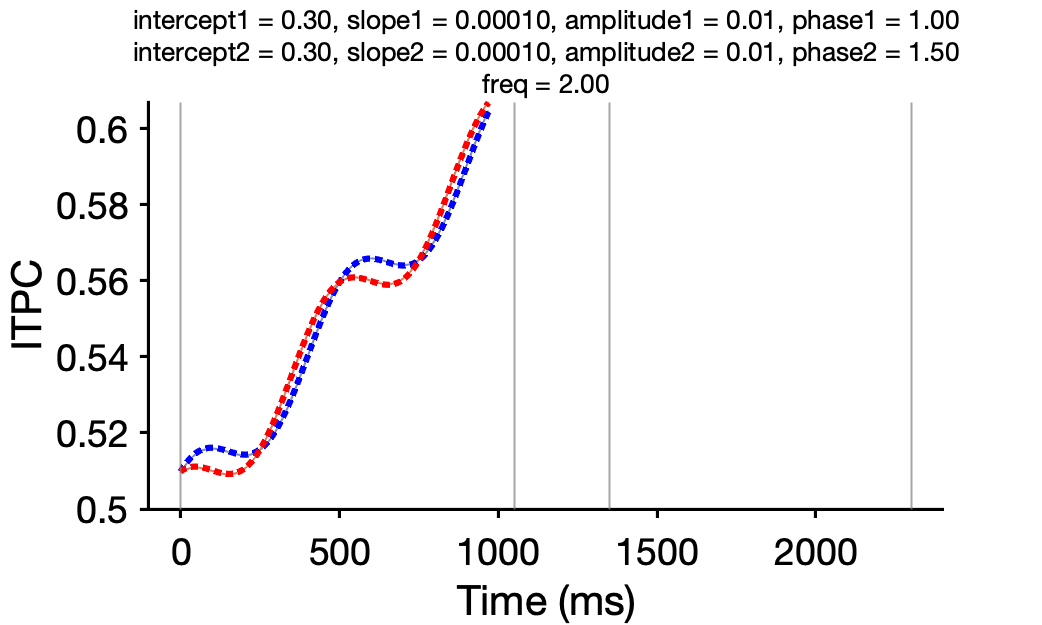 intercept1 = 0.30, slope1 = 0.00010, amplitude1 = 0.01, phase1 = 1.00
intercept2 = 0.30, slope2 = 0.00010, amplitude2 = 0.01, phase2 = 1.50
freq = 2.00
0.6
0.58
0.56
0.54
0.52
0.5
ITPC
0 500 1000 1500 2000
Time (ms)